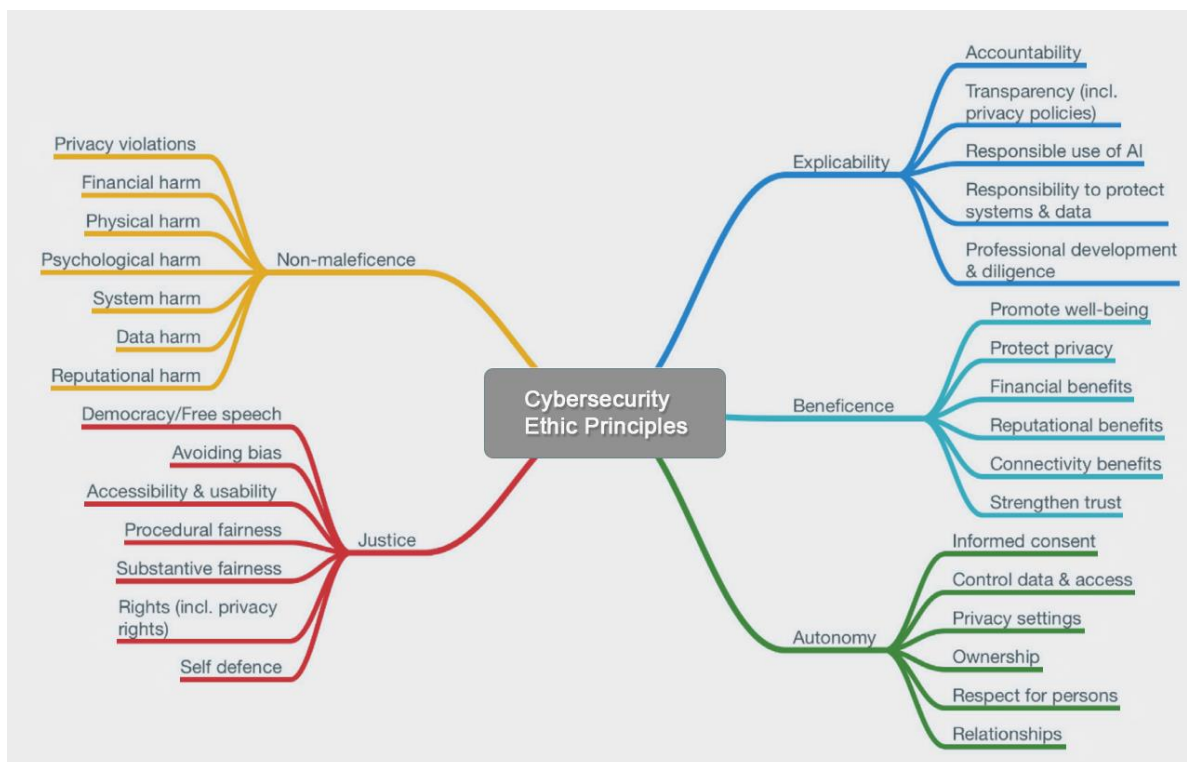 Cybersecurity
Ethic Principles
Explicability
Accountability
Transparency (incl.
privacy policies)
Responsible use of AI
Responsibility to protect
systems & data
Professional development
& diligence
Beneficence
Promote well-being
Protect privacy
Financial benefits
Reputational benefits
Connectivity benefits
Strengthen trust
Autonomy
Informed consent
Control data & access
Privacy settings
Ownership
Respect for persons
Relationships
Non-maleficence
Privacy violations
Financial harm
Physical harm
Psychological harm
System harm
Data harm
Reputational harm
Justice
Democracy/Free speech
Avoiding bias
Accessibility & usability
Procedural fairness
Substantive fairness
Rights (incl. privacy
rights)
Self defence